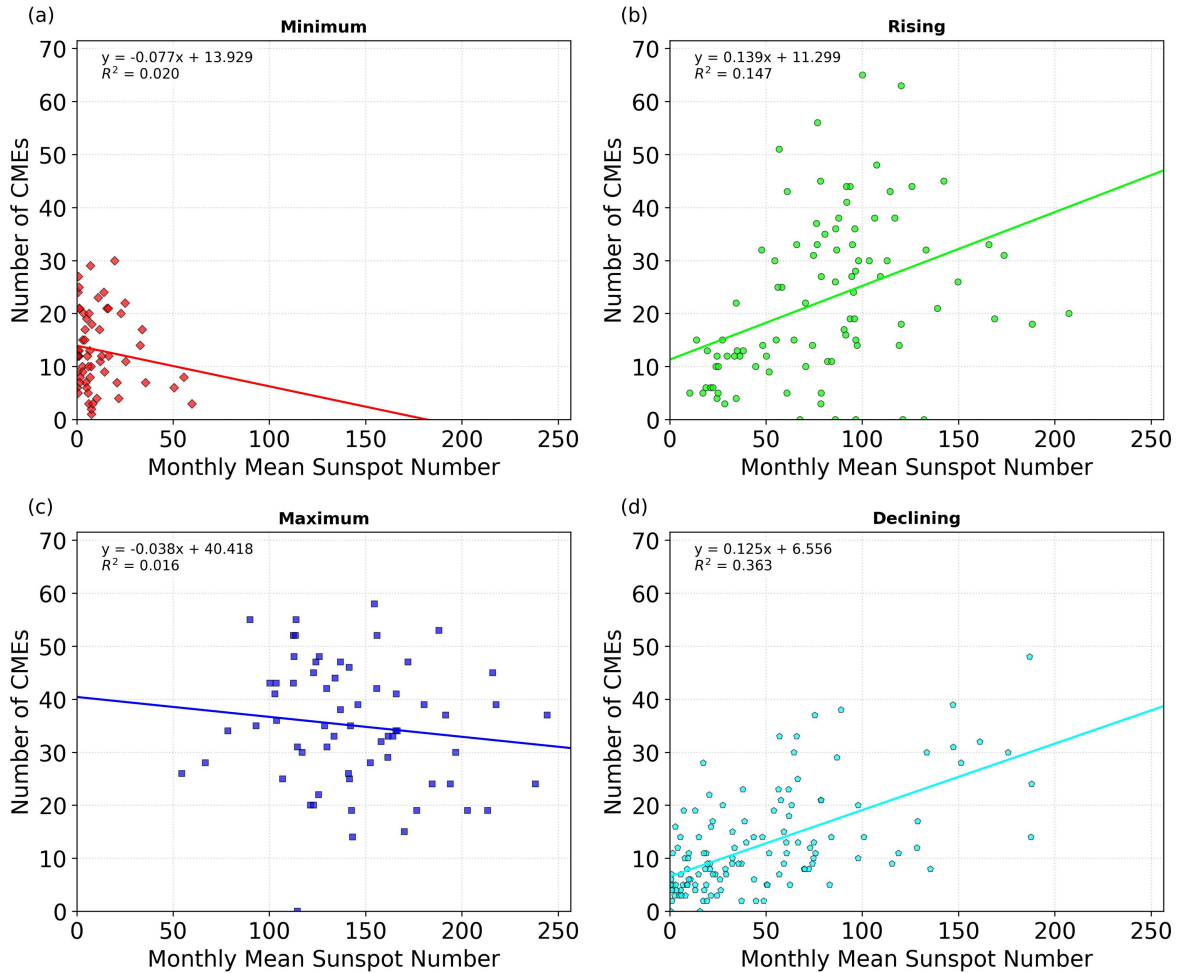 (a)
Minimum
y = -0.077x + 13.929
R² = 0.020
70
60
50
40
30
20
10
0
Number of CMEs
0 50 100 150 200 250
Monthly Mean Sunspot Number
(b)
Rising
y = 0.139x + 11.299
R² = 0.147
70
60
50
40
30
20
10
0
Number of CMEs
0 50 100 150 200 250
Monthly Mean Sunspot Number
(c)
Maximum
y = -0.038x + 40.418
R² = 0.016
70
60
50
40
30
20
10
0
Number of CMEs
0 50 100 150 200 250
Monthly Mean Sunspot Number
(d)
Declining
y = 0.125x + 6.556
R² = 0.363
70
60
50
40
30
20
10
0
Number of CMEs
0 50 100 150 200 250
Monthly Mean Sunspot Number